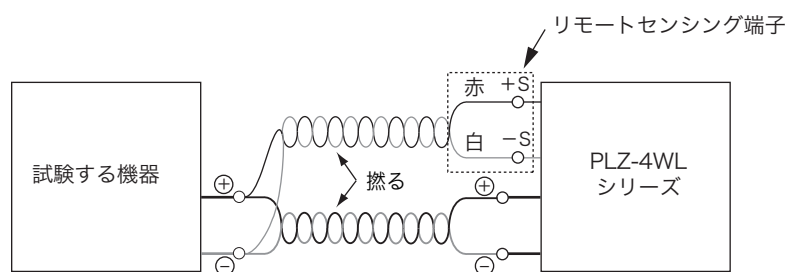 リモートセンシング端子
赤 +S
白 −S
試験する機器
撚る
PLZ-4WL
シリーズ
+
+
−
−